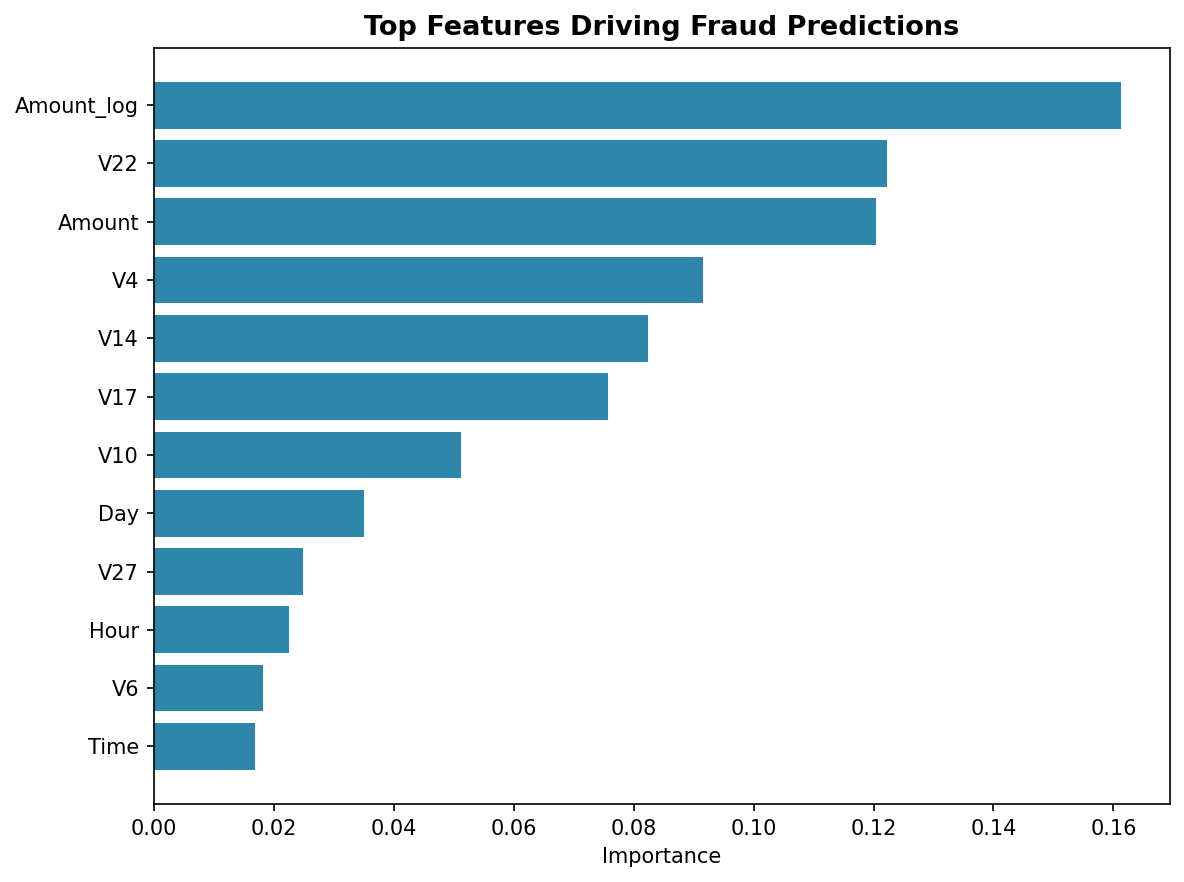 Top Features Driving Fraud Predictions
Amount_log
V22
Amount
V4
V14
V17
V10
Day
V27
Hour
V6
Time
0.00 0.02 0.04 0.06 0.08 0.10 0.12 0.14 0.16
Importance